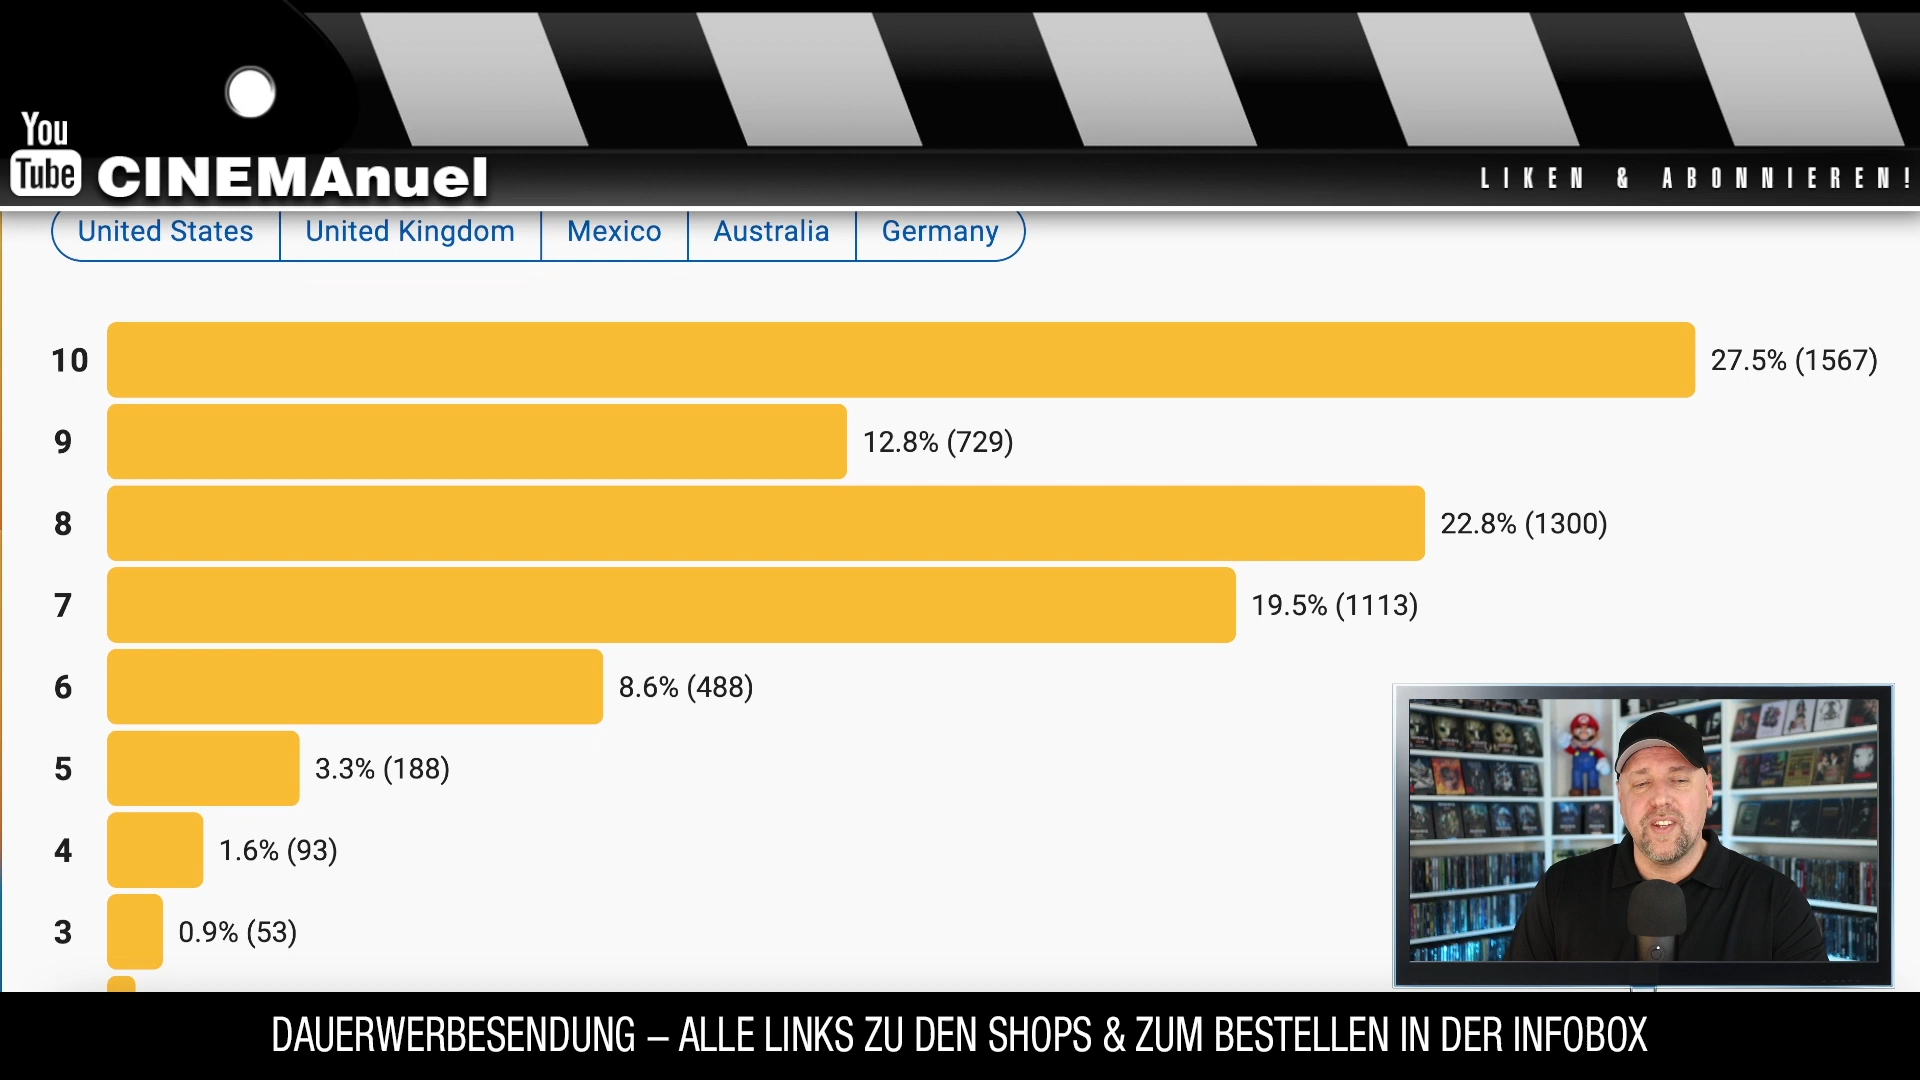 You
Tube
CINEMAnuel
LIKEN & ABONNIEREN!
United States
United Kingdom
Mexico
Australia
Germany
10 27.5% (1567)
9 12.8% (729)
8 22.8% (1300)
7 19.5% (1113)
6 8.6% (488)
5 3.3% (188)
4 1.6% (93)
3 0.9% (53)
DAUERWERBESENDUNG – ALLE LINKS ZU DEN SHOPS & ZUM BESTELLEN IN DER INFOBOX